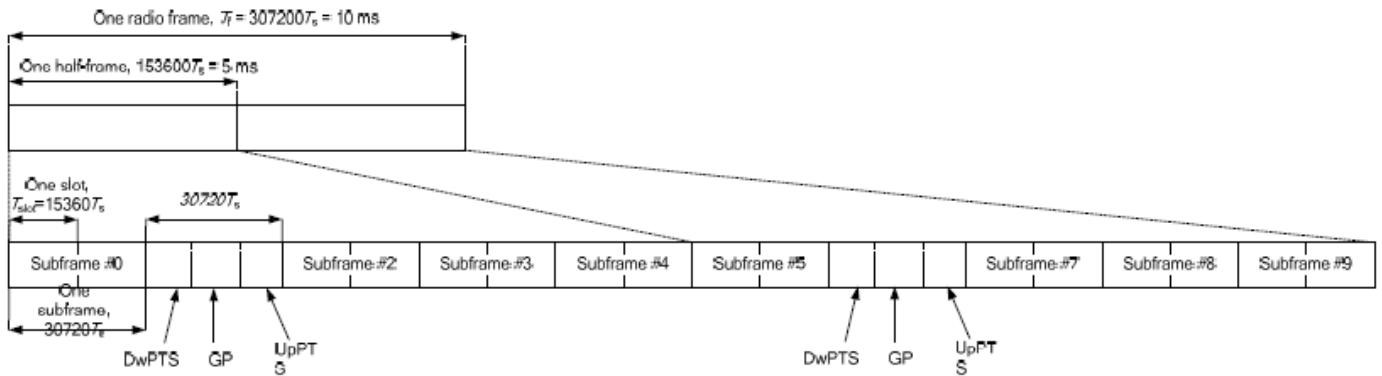 One radio frame, Tf = 307200Ts = 10 ms
One half-frame, 153600Ts = 5 ms
One slot,
Tslot=15360Ts
30720Ts
Subframe #0
Subframe #2
Subframe #3
Subframe #4
Subframe #5
Subframe #7
Subframe #8
Subframe #9
One
subframe,
30720Ts
DwPTS
GP
UpPT
S
DwPTS
GP
UpPT
S